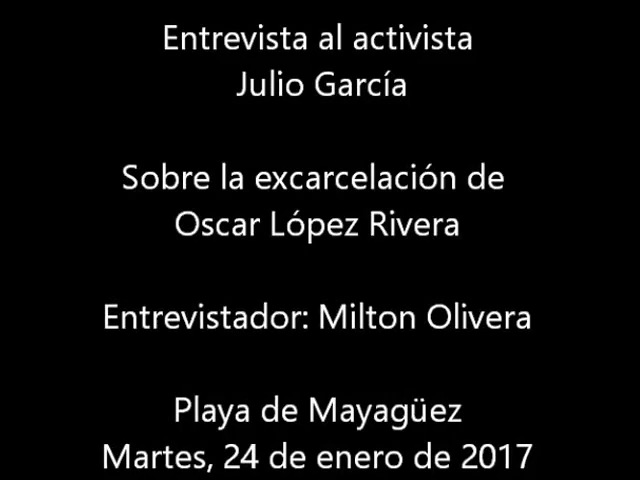 Entrevista al activista
Julio García
Sobre la excarcelación de
Oscar López Rivera
Entrevistador: Milton Olivera
Playa de Mayagüez
Martes, 24 de enero de 2017